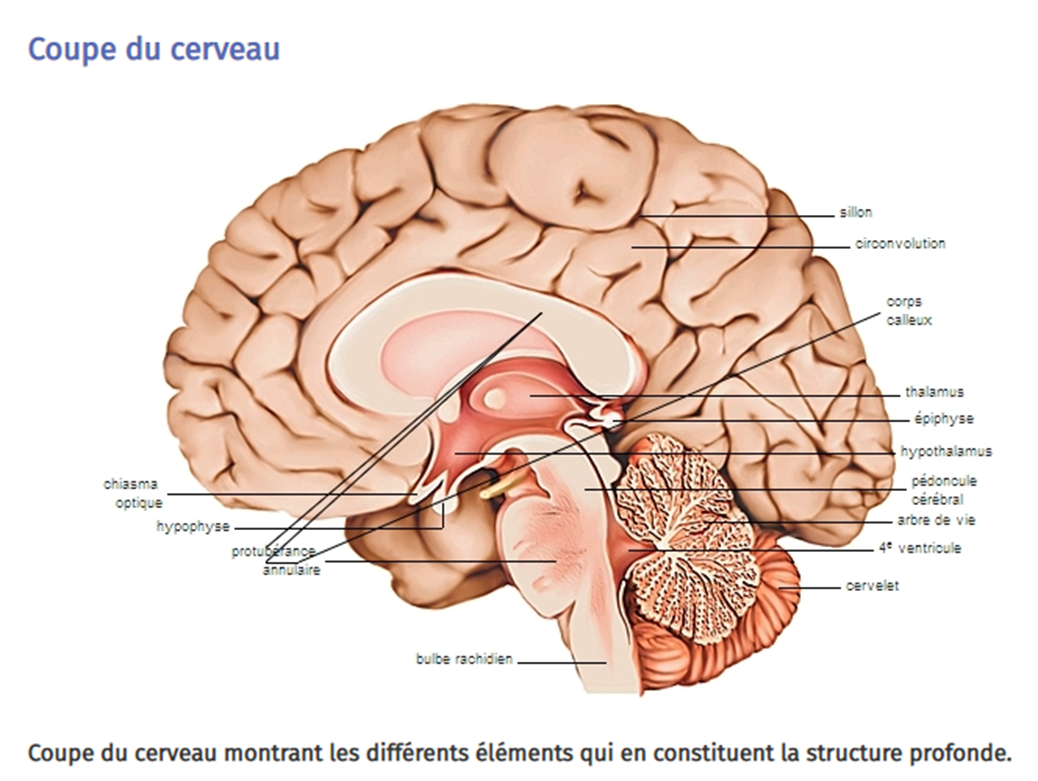 Coupe du cerveau
sillon
circonvolution
corps
calleux
thalamus
épiphyse
hypothalamus
chiasma
optique
pédoncule
cérébral
hypophyse
arbre de vie
4e ventricule
protubérance
annulaire
cervelet
bulbe rachidien
Coupe du cerveau montrant les différents éléments qui en constituent la structure profonde.